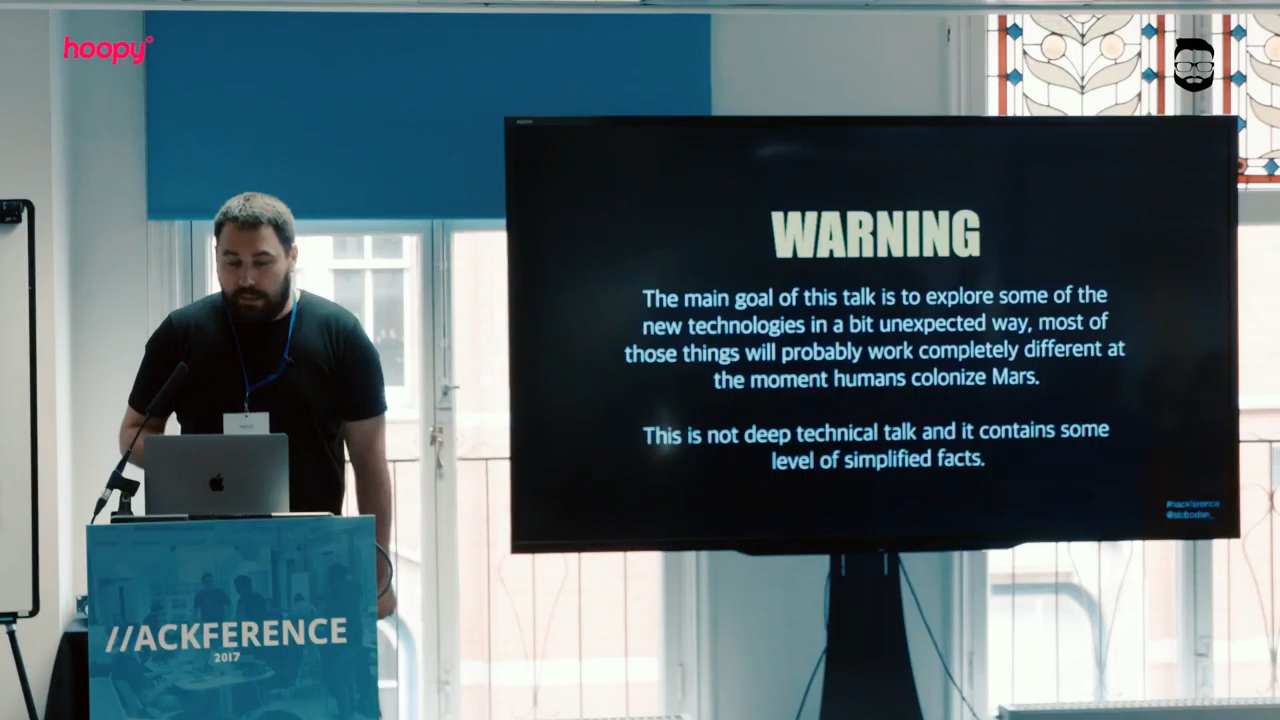 hoopy
WARNING
The main goal of this talk is to explore some of the
new technologies in a bit unexpected way, most of
those things will probably work completely different at
the moment humans colonize Mars.
This is not deep technical talk and it contains some
level of simplified facts.
#hackference
@slobodan_
//ACKFERENCE
2017